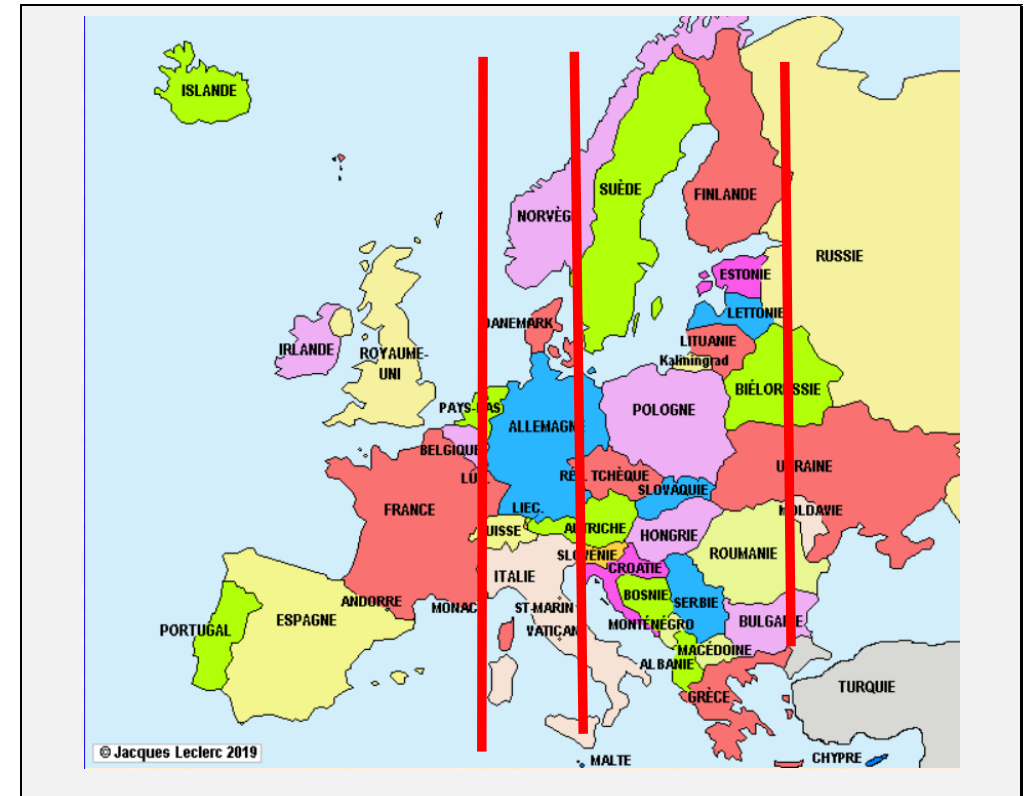 ISLANDE
SUÈDE
FINLANDE
NORVÈG
RUSSIE
ESTONIE
LETTONIE
DANEMARK
LITUANIE
IRLANDE
ROYAUME-
UNI
Kaliningrad
BIÉLORUSSIE
PAYS-BAS
POLOGNE
ALLEMAGNE
BELGIQUE
UKRAINE
LUX.
RÉP. TCHÈQUE
SLOVAQUIE
FRANCE
LIEC.
MOLDAVIE
SUISSE
AUTRICHE
HONGRIE
SLOVÉNIE
ROUMANIE
CROATIE
ITALIE
BOSNIE
ANDORRE
MONAC
ST-MARIN
SERBIE
ESPAGNE
PORTUGAL
VATICAN
MONTÉNÉGRO
BULGARIE
MACÉDOINE
ALBANIE
TURQUIE
GRÈCE
© Jacques Leclerc 2019
MALTE
CHYPRE